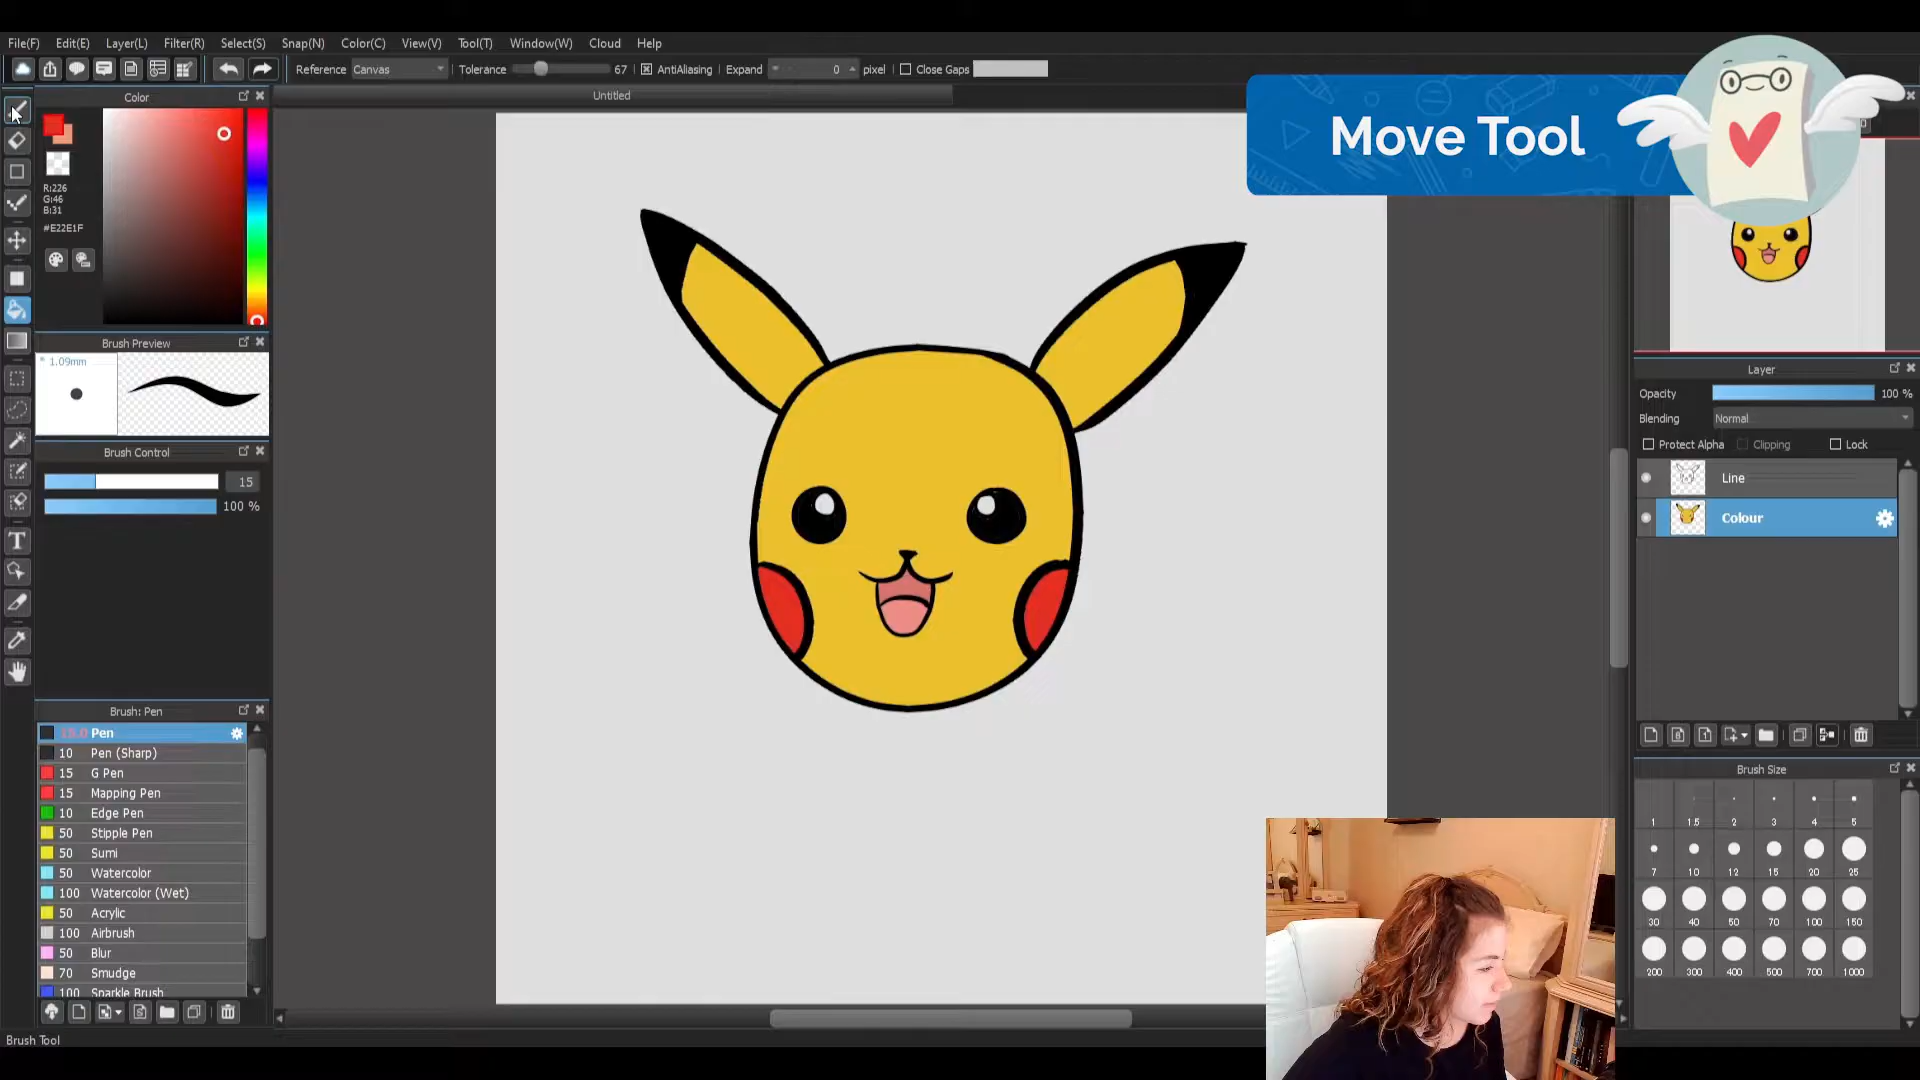 File(F) Edit(E) Layer(L) Filter(R) Select(S) Snap(N) Color(C) View(V) Tool(T) Window(W) Cloud Help
Reference Canvas Tolerance 67 AntiAliasing Expand 0 pixel Close Gaps
Color
Untitled
Move Tool
R:226
G:46
B:31
#E22E1F
Brush Preview
* 1.09mm
Brush Control
15
100 %
Layer
Opacity 100 %
Blending Normal
Protect Alpha Clipping Lock
Line
Colour
T
Brush: Pen
15.0 Pen
10 Pen (Sharp)
15 G Pen
15 Mapping Pen
10 Edge Pen
50 Stipple Pen
50 Sumi
50 Watercolor
100 Watercolor (Wet)
50 Acrylic
100 Airbrush
50 Blur
70 Smudge
100 Sparkle Brush
Brush Size
1 1.5 2 3 4 5
7 10 12 15 20 25
30 40 50 70 100 150
200 300 400 500 700 1000
Brush Tool